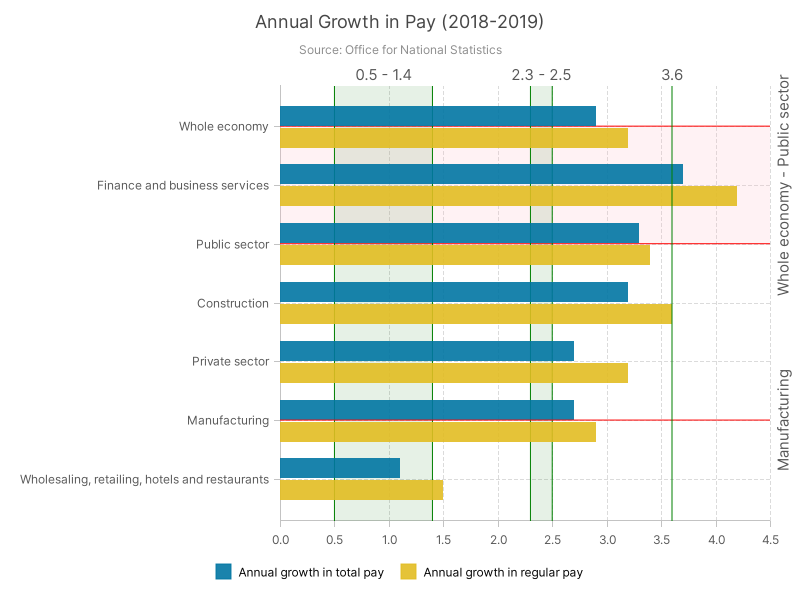 Annual Growth in Pay (2018-2019)
Source: Office for National Statistics
0.5 - 1.4
2.3 - 2.5
3.6
Whole economy
Finance and business services
Public sector
Construction
Private sector
Manufacturing
Wholesaling, retailing, hotels and restaurants
Whole economy - Public sector
Manufacturing
0.0 0.5 1.0 1.5 2.0 2.5 3.0 3.5 4.0 4.5
Annual growth in total pay
Annual growth in regular pay